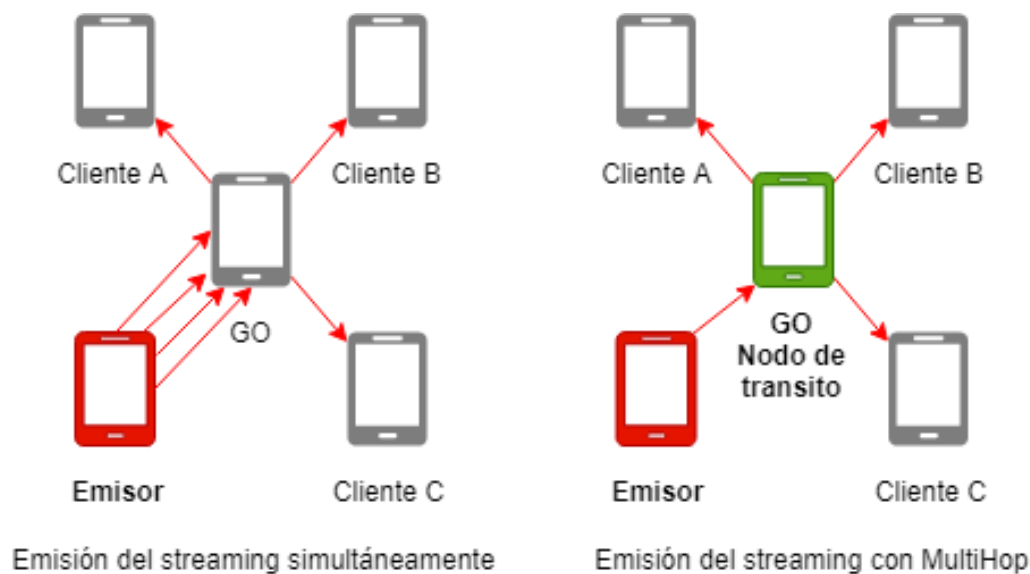 Cliente A
Cliente B
GO
Emisor
Cliente C
Emisión del streaming simultáneamente
Cliente A
Cliente B
GO
Nodo de
transito
Emisor
Cliente C
Emisión del streaming con MultiHop